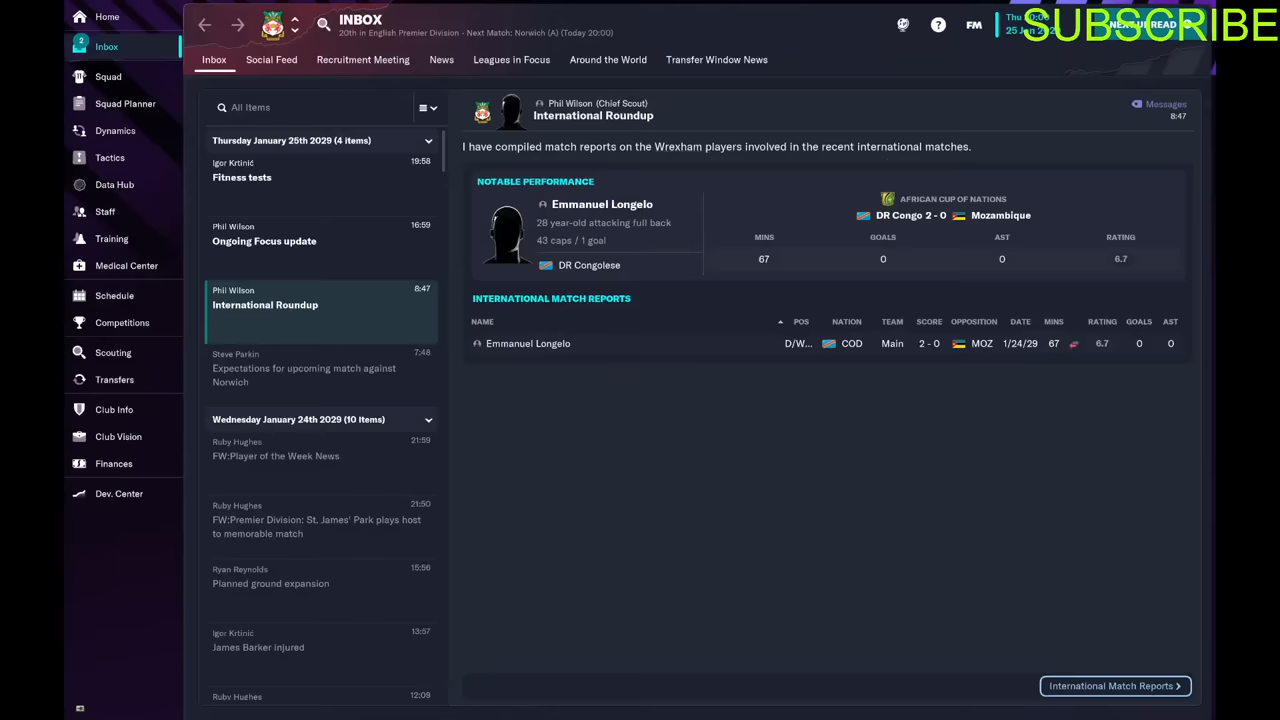 Home
Inbox
2
Squad
Squad Planner
Dynamics
Tactics
Data Hub
Staff
Training
Medical Center
Schedule
Competitions
Scouting
Transfers
Club Info
Club Vision
Finances
Dev. Center
INBOX
20th in English Premier Division - Next Match: Norwich (A) (Today 20:00)
FM
SUBSCRIBE
Inbox Social Feed Recruitment Meeting News Leagues in Focus Around the World Transfer Window News
All Items
Thursday January 25th 2029 (4 items)
Igor Krtinić 19:58
Fitness tests
Phil Wilson 16:59
Ongoing Focus update
Phil Wilson 8:47
International Roundup
Steve Parkin 7:48
Expectations for upcoming match against
Norwich
Wednesday January 24th 2029 (10 items)
Ruby Hughes 21:59
FW:Player of the Week News
Ruby Hughes 21:50
FW:Premier Division: St. James' Park plays host
to memorable match
Ryan Reynolds 15:56
Planned ground expansion
Igor Krtinić 13:57
James Barker injured
Ruby Hughes 12:09
Phil Wilson (Chief Scout)
International Roundup
Messages
8:47
I have compiled match reports on the Wrexham players involved in the recent international matches.
NOTABLE PERFORMANCE
Emmanuel Longelo
28 year-old attacking full back
43 caps / 1 goal
DR Congolese
AFRICAN CUP OF NATIONS
DR Congo 2 - 0 Mozambique
MINS GOALS AST RATING
67 0 0 6.7
INTERNATIONAL MATCH REPORTS
NAME POS NATION TEAM SCORE OPPOSITION DATE MINS RATING GOALS AST
Emmanuel Longelo D/W... COD Main 2 - 0 MOZ 1/24/29 67 6.7 0 0
International Match Reports